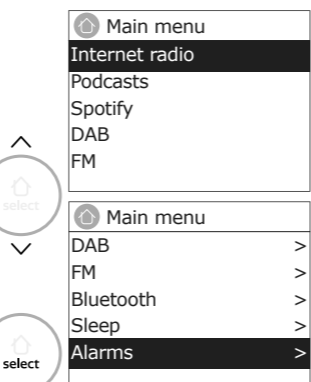 Main menu
Internet radio
Podcasts
Spotify
DAB
FM
select
Main menu
DAB >
FM >
Bluetooth >
Sleep >
Alarms >
select